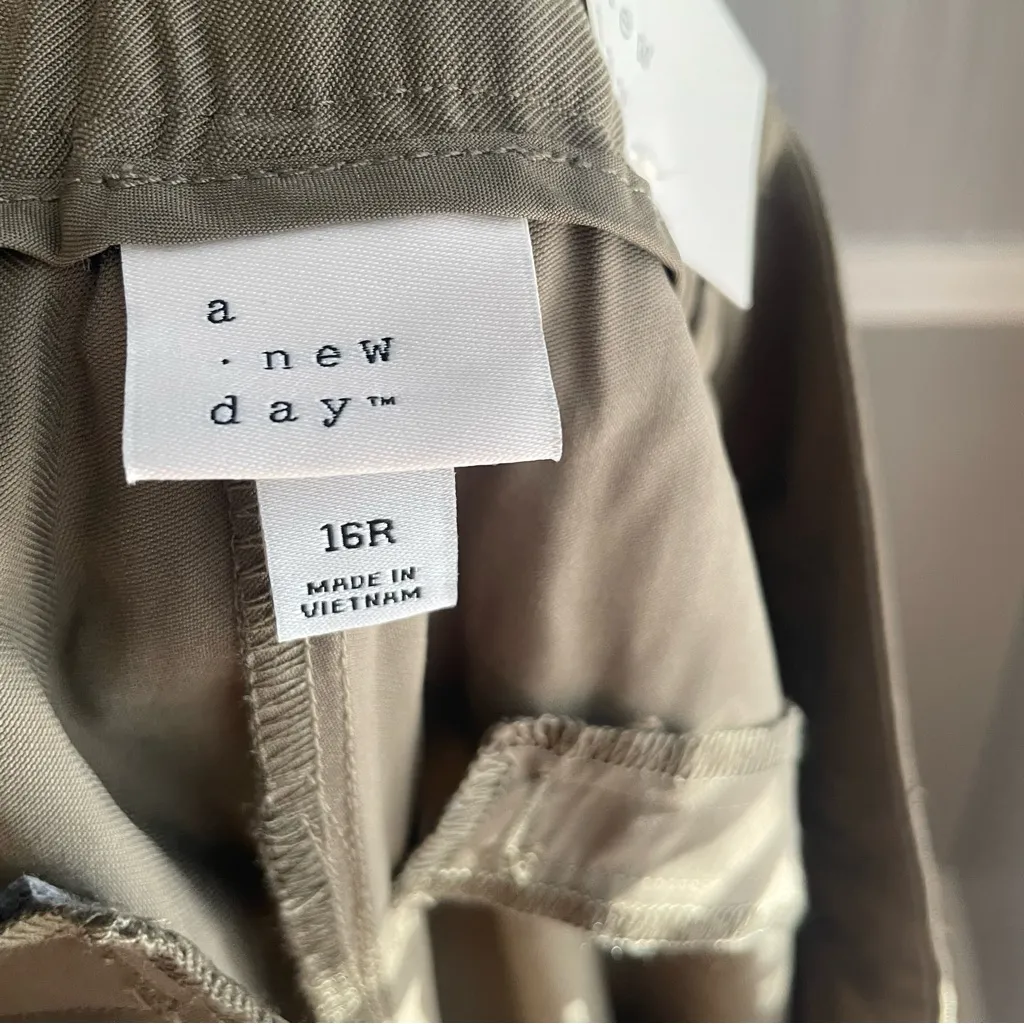 a
· new
day™
16R
MADE IN
VIETNAM